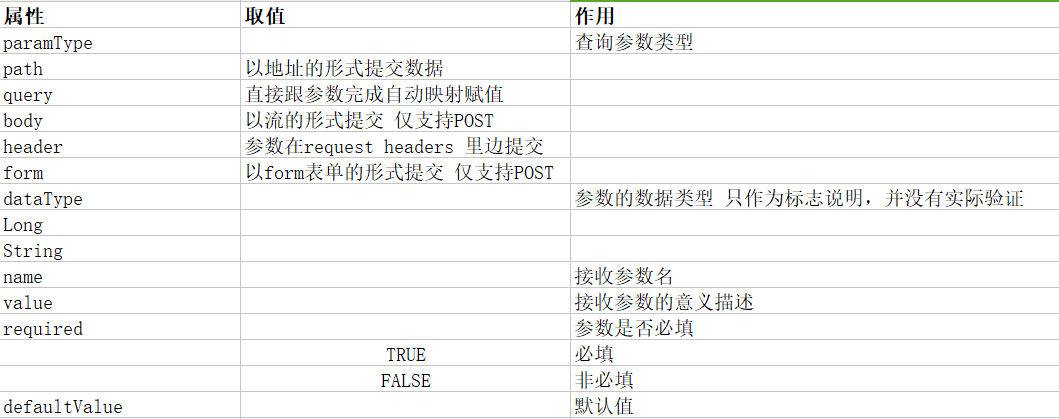 属性 取值 作用
paramType 查询参数类型
path 以地址的形式提交数据
query 直接跟参数完成自动映射赋值
body 以流的形式提交 仅支持POST
header 参数在request headers 里边提交
form 以form表单的形式提交 仅支持POST
dataType 参数的数据类型 只作为标志说明，并没有实际验证
Long
String
name 接收参数名
value 接收参数的意义描述
required 参数是否必填
TRUE 必填
FALSE 非必填
defaultValue 默认值